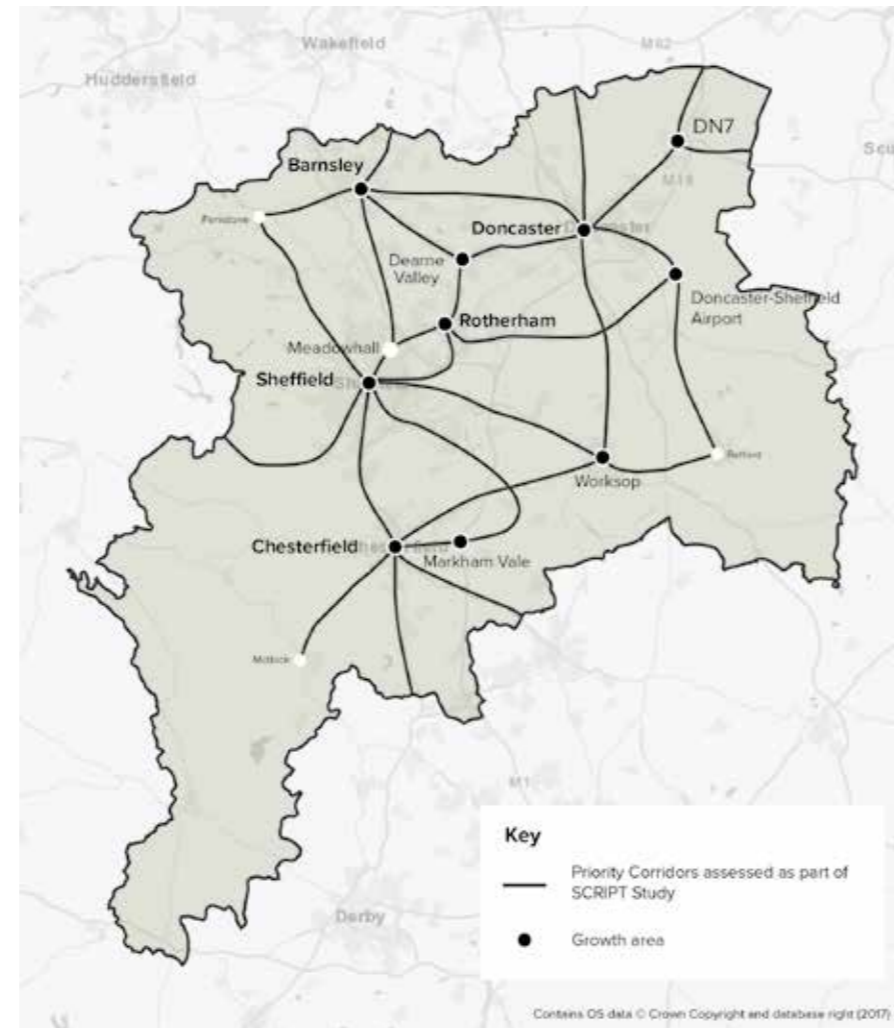 Wakefield
M62
Huddersfield
DN7
Scu
Barnsley
M18
Penistone
Doncaster
Dearne
Valley
Doncaster-Sheffield
Airport
Rotherham
Meadowhall
Sheffield
Worksop
Retford
Chesterfield
Markham Vale
Matlock
M1
Key
Priority Corridors assessed as part of
SCRIPT Study
Growth area
Derby
Contains OS data © Crown Copyright and database right (2017)